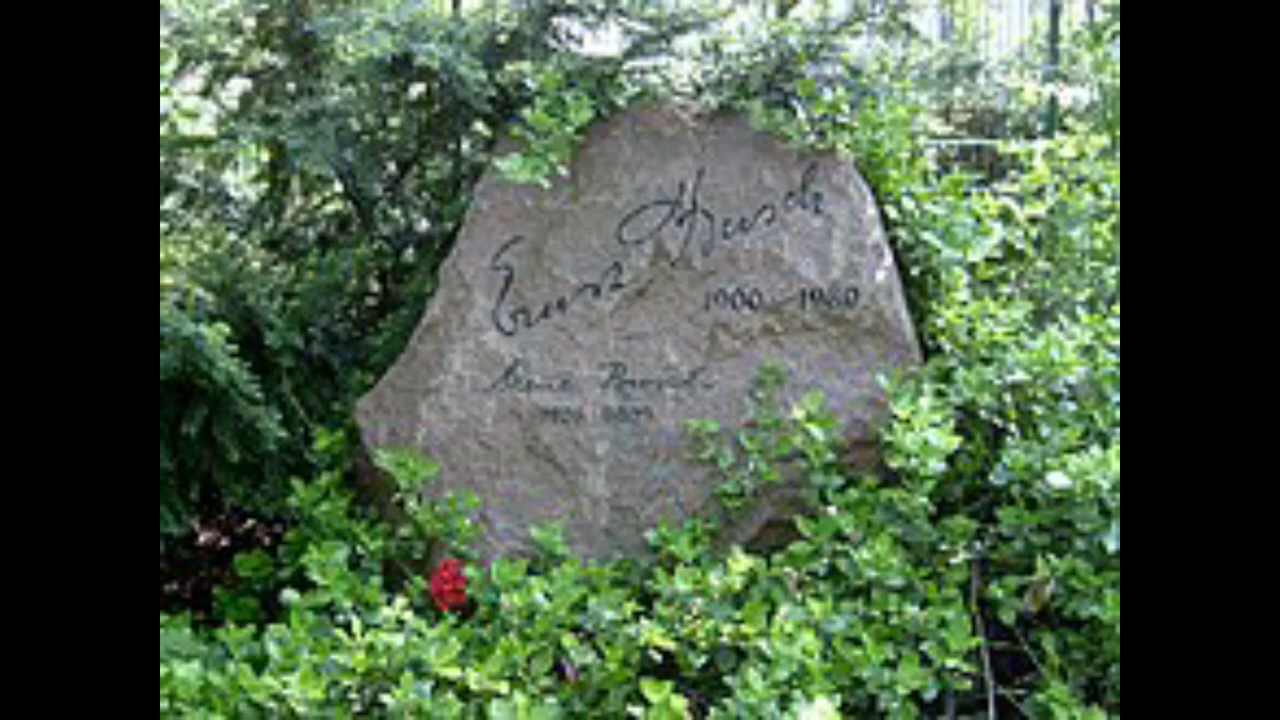 Ernst Busch
1900 – 1980
Irene Busch